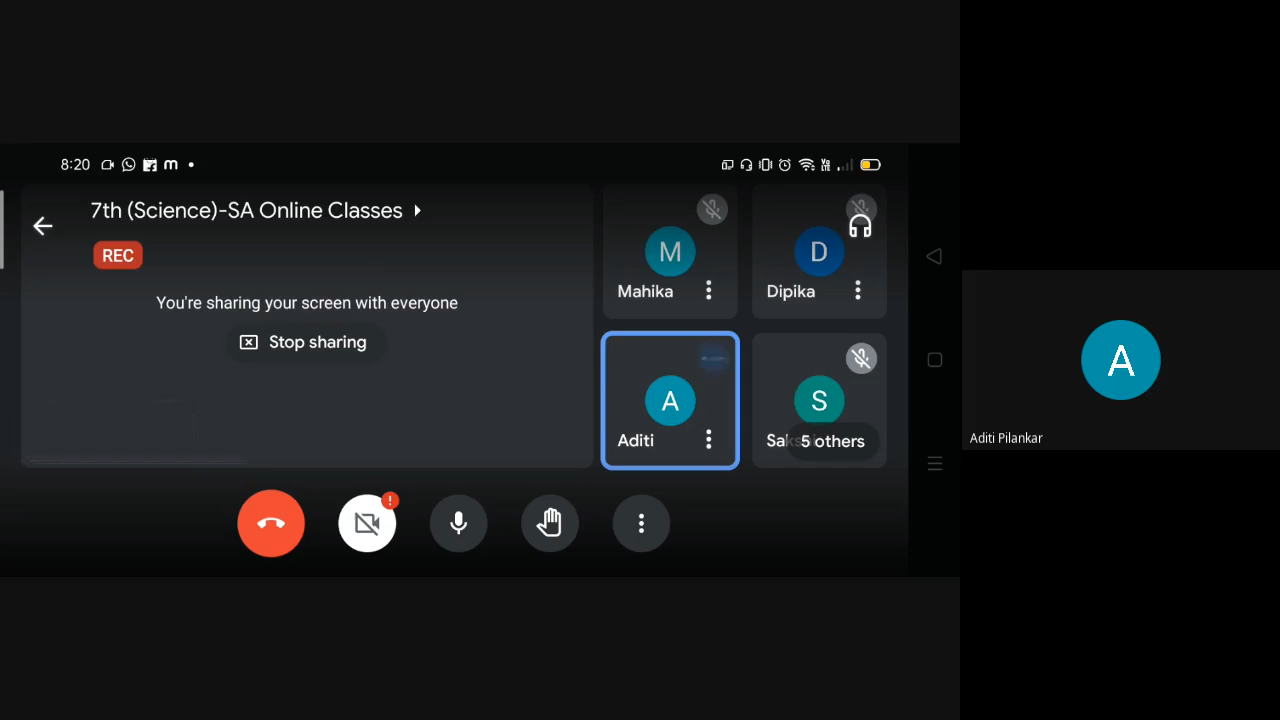 8:20
7th (Science)-SA Online Classes
REC
You're sharing your screen with everyone
Stop sharing
M
Mahika
D
Dipika
A
Aditi
S
5 others
A
Aditi Pilankar